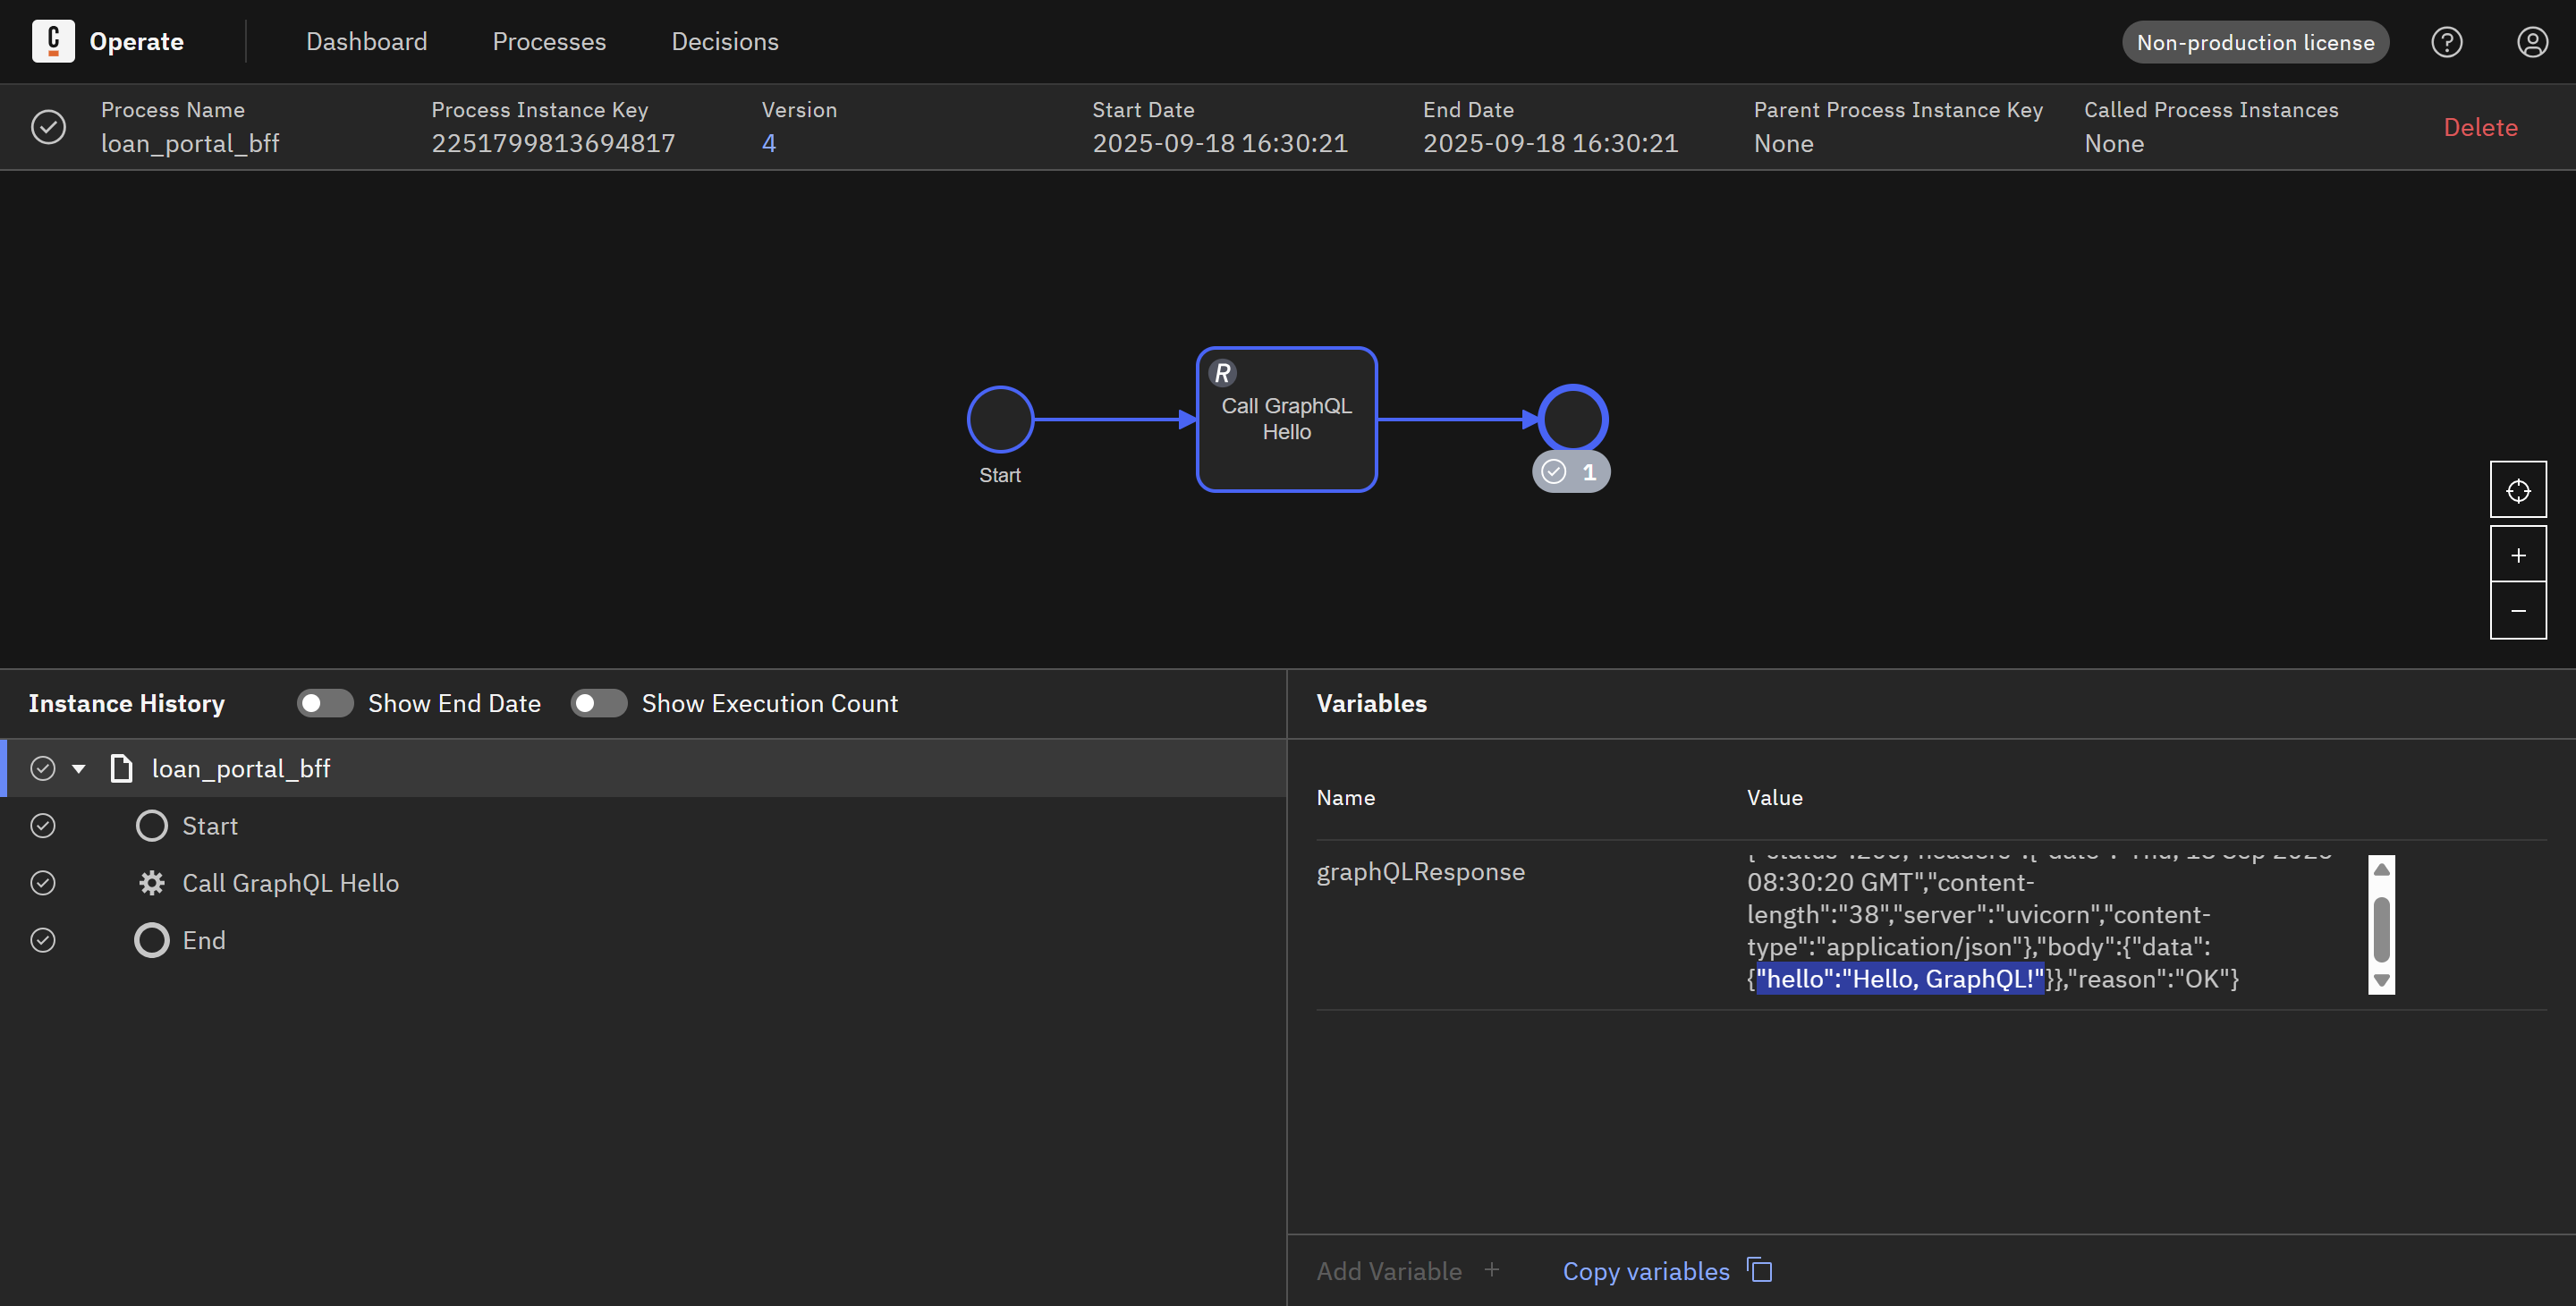 C Operate Dashboard Processes Decisions Non-production license
Process Name Process Instance Key Version Start Date End Date Parent Process Instance Key Called Process Instances
loan_portal_bff 2251799813694817 4 2025-09-18 16:30:21 2025-09-18 16:30:21 None None Delete
R
Call GraphQL
Hello
Start
1
Instance History Show End Date Show Execution Count
loan_portal_bff
Start
Call GraphQL Hello
End
Variables
Name Value
graphQLResponse
08:30:20 GMT","content-
length":"38","server":"uvicorn","content-
type":"application/json"},"body":{"data":
{"hello":"Hello, GraphQL!"}},"reason":"OK"}
Add Variable + Copy variables